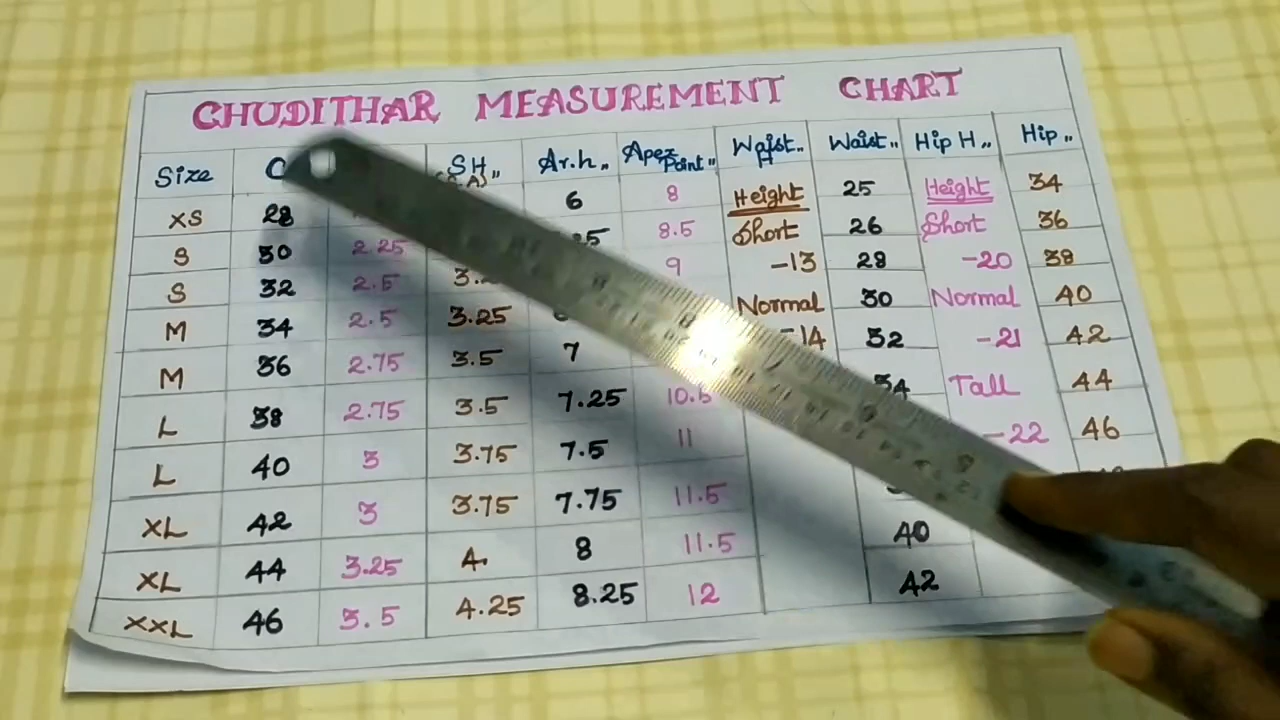 CHUDITHAR MEASUREMENT CHART
Size SH,, Ar.h,, Apex Point,, Waist,, H Waist,, Hip H,, Hip,,
XS 28 6 8 Height 25 Height 34
S 30 2.25 8.5 Short 26 Short 36
S 32 2.5 9 -13 28 -20 38
M 34 2.5 3.25 Normal 30 Normal 40
M 36 2.75 3.5 7 -14 32 -21 42
L 38 2.75 3.5 7.25 10.5 34 Tall 44
L 40 3 3.75 7.5 11 -22 46
XL 42 3 3.75 7.75 11.5
XL 44 3.25 4. 8 11.5 40
XXL 46 3.5 4.25 8.25 12 42